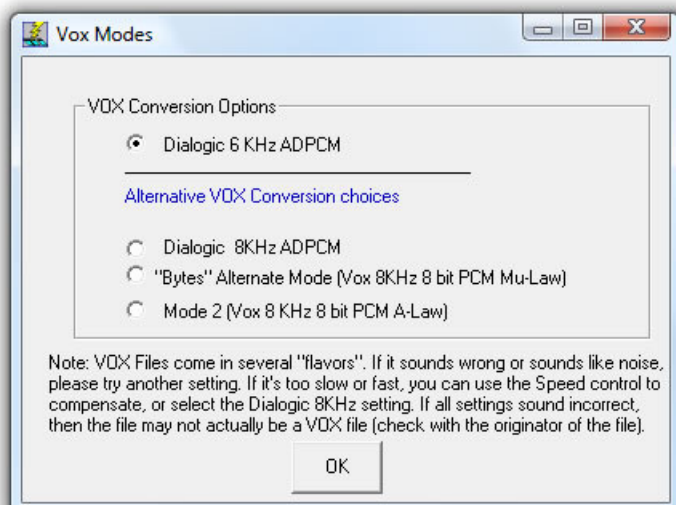 Vox Modes
VOX Conversion Options
Dialogic 6 KHz ADPCM
Alternative VOX Conversion choices
Dialogic  8KHz ADPCM
"Bytes" Alternate Mode (Vox 8KHz 8 bit PCM Mu-Law)
Mode 2 (Vox 8 KHz 8 bit PCM A-Law)
Note: VOX Files come in several "flavors". If it sounds wrong or sounds like noise,
please try another setting. If it's too slow or fast, you can use the Speed control to
compensate, or select the Dialogic 8KHz setting. If all settings sound incorrect,
then the file may not actually be a VOX file (check with the originator of the file).
OK